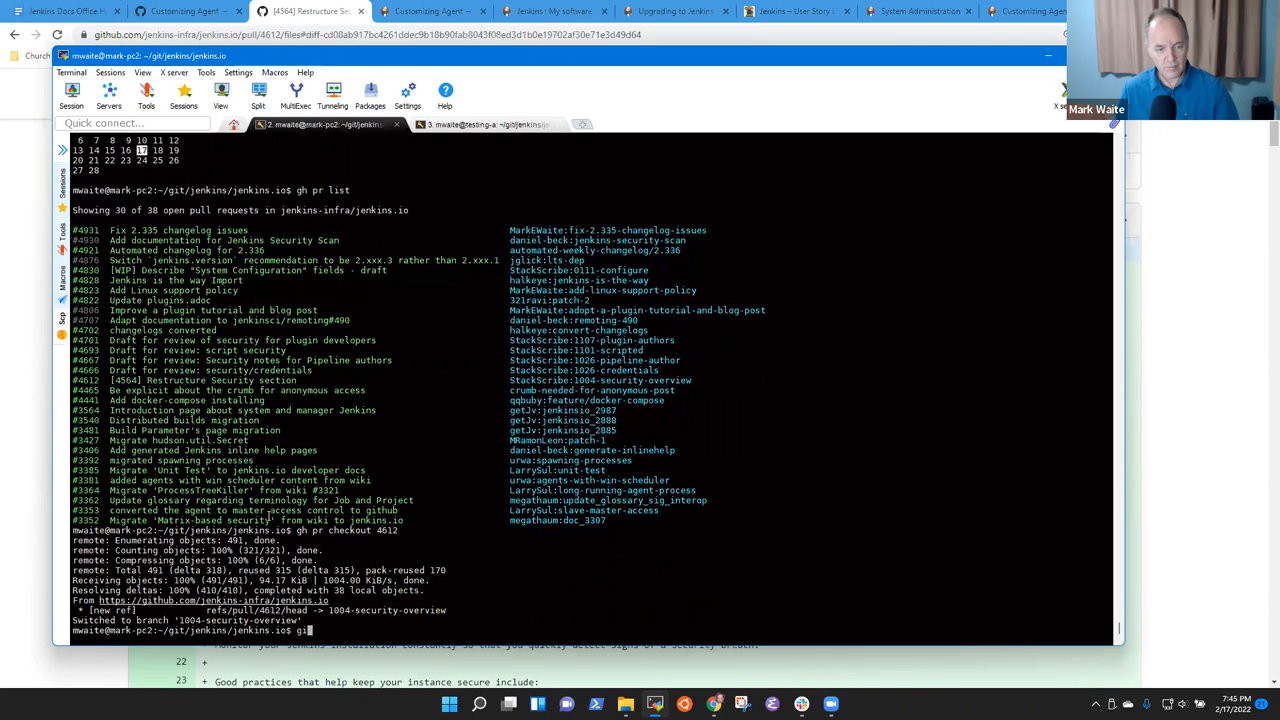 Jenkins Docs Office H
Customizing Agent —
[4564] Restructure Sec
Customizing Agent —
Jenkins : My software
Upgrading to Jenkins
Jenkins – User Story L
System Administration
Customizing Agen
github.com/jenkins-infra/jenkins.io/pull/4612/files#diff-cd08ab917bc64221dec9b18b90fab8003ead0430e30e71e3e3f9c3f3e49d64
Church
mwaite@mark-pc2: ~/git/jenkins/jenkins.io
Terminal Sessions View X server Tools Settings Macros Help
Session Servers Tools Sessions View Split MultiExec Tunneling Packages Settings Help
X se
Mark Waite
Quick connect...
2. mwaite@mark-pc2: ~/git/jenkins
3. mwaite@testing-a: ~/git/jenkins/je
Sessions
Tools
Macros
Scp
6 7 8 9 10 11 12
13 14 15 16 17 18 19
20 21 22 23 24 25 26
27 28
mwaite@mark-pc2:~/git/jenkins/jenkins.io$ gh pr list
Showing 30 of 38 open pull requests in jenkins-infra/jenkins.io
#4931 Fix 2.335 changelog issues MarkEWaite:fix-2.335-changelog-issues
#4930 Add documentation for Jenkins Security Scan daniel-beck:jenkins-security-scan
#4921 Automated changelog for 2.336 automated-weekly-changelog/2.336
#4876 Switch `jenkins.version` recommendation to be 2.xxx.3 rather than 2.xxx.1 jglick:lts-dep
#4830 [WIP] Describe "System Configuration" fields - draft StackScribe:0111-configure
#4828 Jenkins is the way Import halkeye:jenkins-is-the-way
#4823 Add Linux support policy MarkEWaite:add-linux-support-policy
#4822 Update plugins.adoc 321ravi:patch-2
#4806 Improve a plugin tutorial and blog post MarkEWaite:adopt-a-plugin-tutorial-and-blog-post
#4707 Adapt documentation to jenkinsci/remoting#490 daniel-beck:remoting-490
#4702 changelogs converted halkeye:convert-changelogs
#4701 Draft for review of security for plugin developers StackScribe:1107-plugin-authors
#4693 Draft for review: script security StackScribe:1101-scripted
#4667 Draft for review: Security notes for Pipeline authors StackScribe:1026-pipeline-author
#4666 Draft for review: security/credentials StackScribe:1026-credentials
#4612 [4564] Restructure Security section StackScribe:1004-security-overview
#4465 Be explicit about the crumb for anonymous access crumb-needed-for-anonymous-post
#4441 Add docker-compose installing qqbuby:feature/docker-compose
#3564 Introduction page about system and manager Jenkins getJv:jenkinsio_2987
#3540 Distributed builds migration getJv:jenkinsio_2888
#3481 Build Parameter's page migration getJv:jenkinsio_2885
#3427 Migrate hudson.util.Secret MRamonLeon:patch-1
#3406 Add generated Jenkins inline help pages daniel-beck:generate-inlinehelp
#3392 migrated spawning processes urwa:spawning-processes
#3385 Migrate 'Unit Test' to jenkins.io developer docs LarrySul:unit-test
#3381 added agents with win scheduler content from wiki urwa:agents-with-win-scheduler
#3364 Migrate 'ProcessTreeKiller' from wiki #3321 LarrySul:long-running-agent-process
#3362 Update glossary regarding terminology for Job and Project megathaum:update_glossary_sig_interop
#3353 converted the agent to master access control to github LarrySul:slave-master-access
#3352 Migrate 'Matrix-based security' from wiki to jenkins.io megathaum:doc_3307
mwaite@mark-pc2:~/git/jenkins/jenkins.io$ gh pr checkout 4612
remote: Enumerating objects: 491, done.
remote: Counting objects: 100% (321/321), done.
remote: Compressing objects: 100% (6/6), done.
remote: Total 491 (delta 318), reused 315 (delta 315), pack-reused 170
Receiving objects: 100% (491/491), 94.17 KiB | 1004.00 KiB/s, done.
Resolving deltas: 100% (410/410), completed with 38 local objects.
From https://github.com/jenkins-infra/jenkins.io
* [new ref] refs/pull/4612/head -> 1004-security-overview
Switched to branch '1004-security-overview'
mwaite@mark-pc2:~/git/jenkins/jenkins.io$ gi
22 +
23 + Good practices that help keep your instance secure include:
7:45 PM
2/17/2022
21